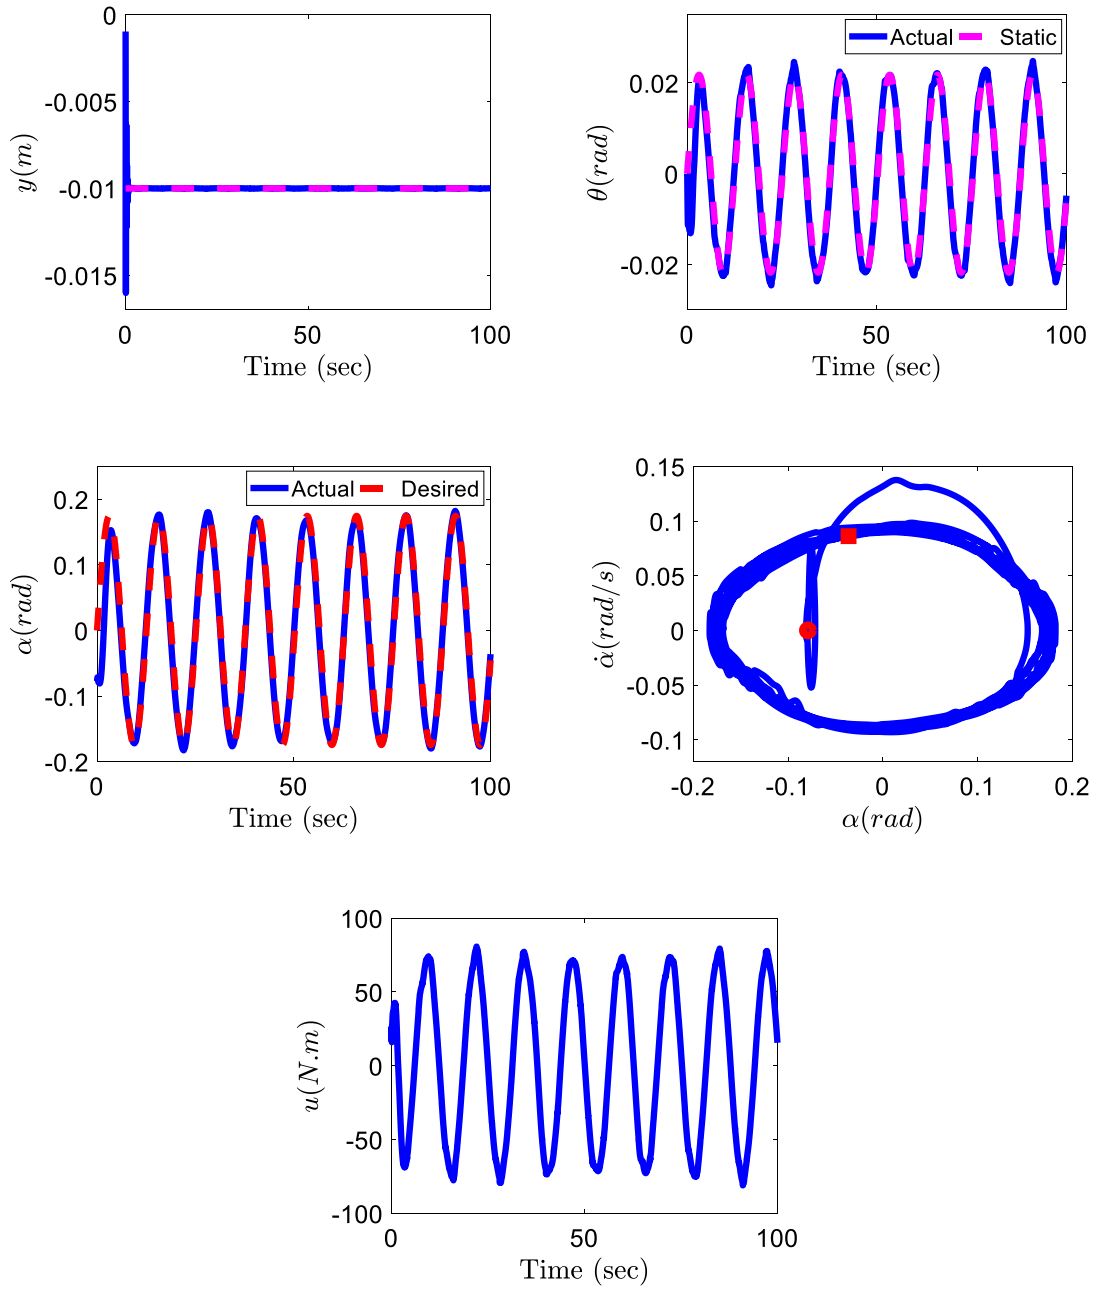 0
-0.005
-0.01
-0.015
y(m)
0 50 100
Time (sec)
Actual Static
0.02
0
-0.02
θ(rad)
0 50 100
Time (sec)
Actual Desired
0.2
0.1
0
-0.1
-0.2
α(rad)
0 50 100
Time (sec)
0.15
0.1
0.05
0
-0.05
-0.1
α̇(rad/s)
-0.2 -0.1 0 0.1 0.2
α(rad)
100
50
0
-50
-100
u(N.m)
0 50 100
Time (sec)